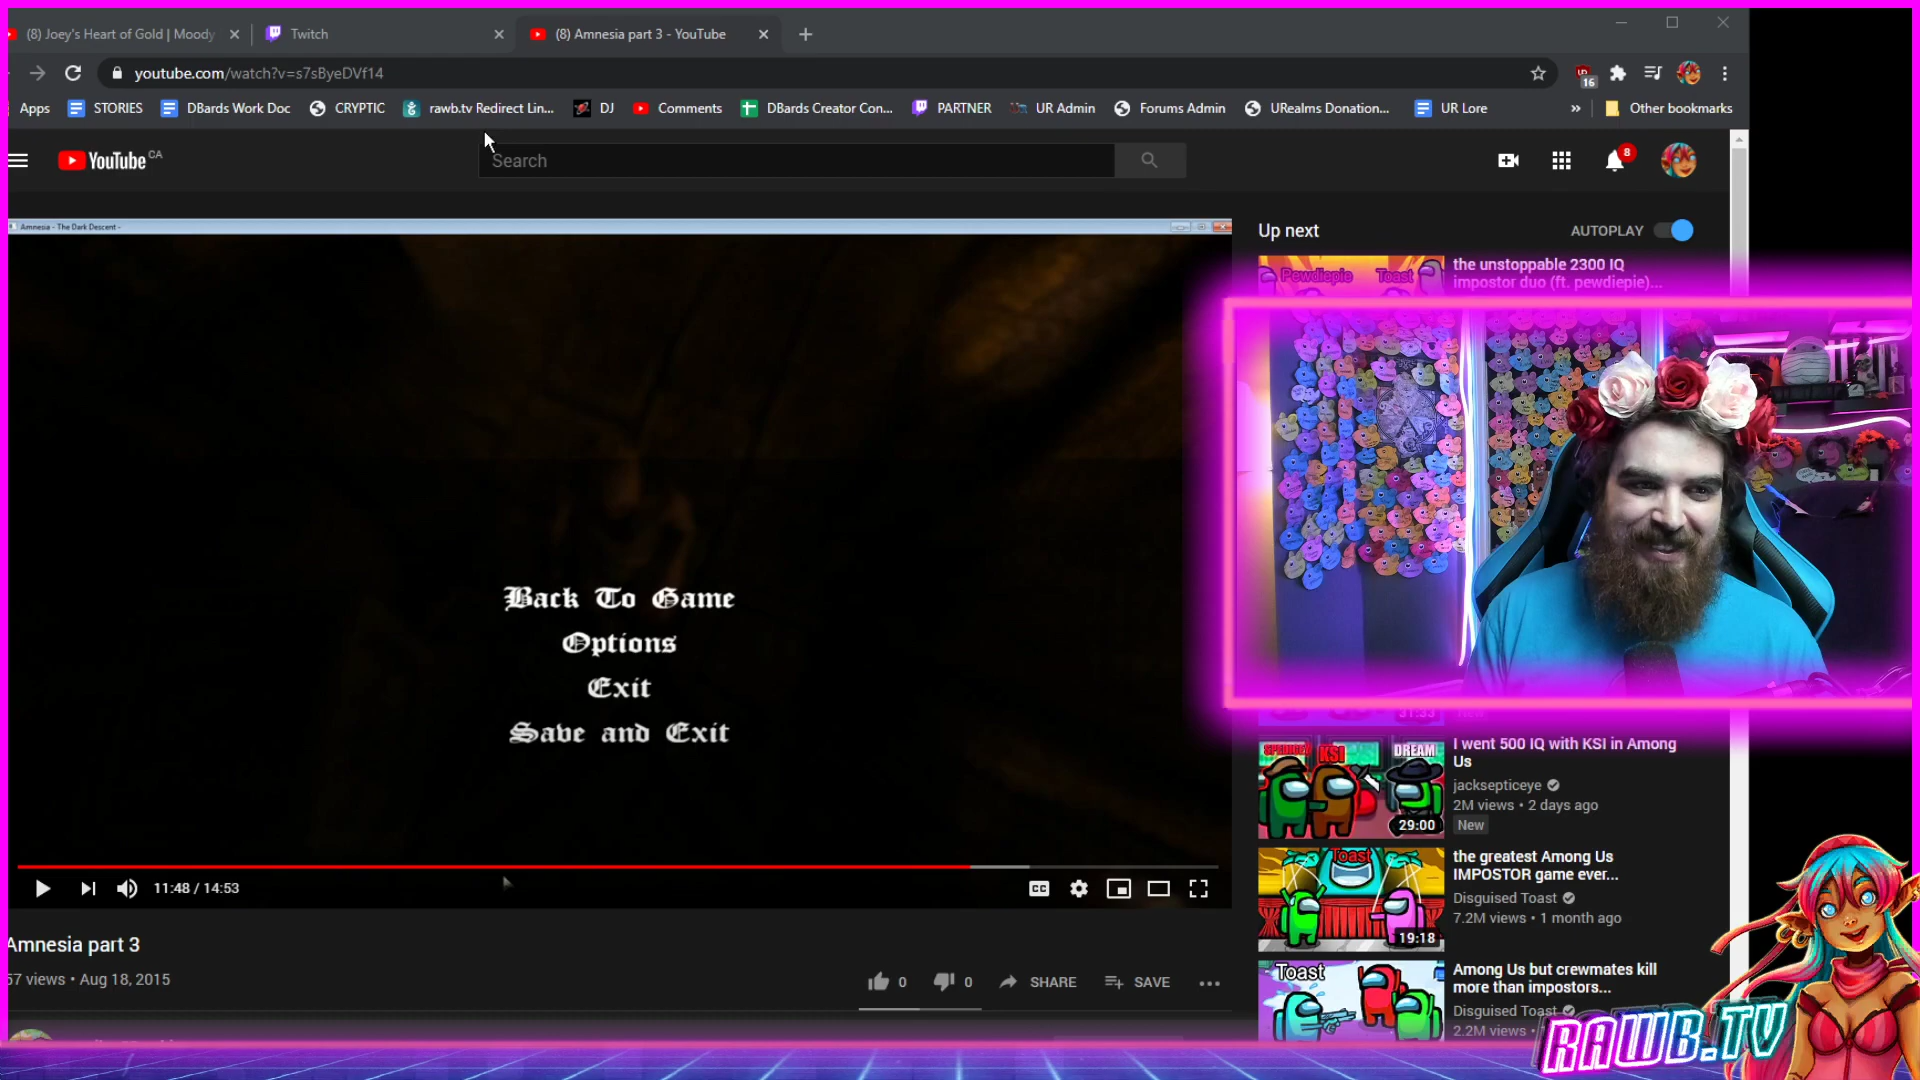 (8) Joey's Heart of Gold | Moody
Twitch
(8) Amnesia part 3 - YouTube
youtube.com/watch?v=s7sByeDVf14
16
Apps
STORIES
DBards Work Doc
CRYPTIC
rawb.tv Redirect Lin...
DJ
Comments
DBards Creator Con...
PARTNER
UR Admin
Forums Admin
URealms Donation...
UR Lore
»
Other bookmarks
YouTube CA
Search
8
Amnesia - The Dark Descent -
Up next
AUTOPLAY
Pewdiepie Toast
the unstoppable 2300 IQ
impostor duo (ft. pewdiepie)...
Back To Game
Options
Exit
Save and Exit
31:33
New
KSI
DREAM
29:00
I went 500 IQ with KSI in Among
Us
jacksepticeye
2M views • 2 days ago
New
Toast
19:18
the greatest Among Us
IMPOSTOR game ever...
Disguised Toast
7.2M views • 1 month ago
11:48 / 14:53
CC
Amnesia part 3
57 views • Aug 18, 2015
0
0
SHARE
SAVE
Toast
Among Us but crewmates kill
more than impostors...
Disguised Toast
2.2M views •
RAWB.TV